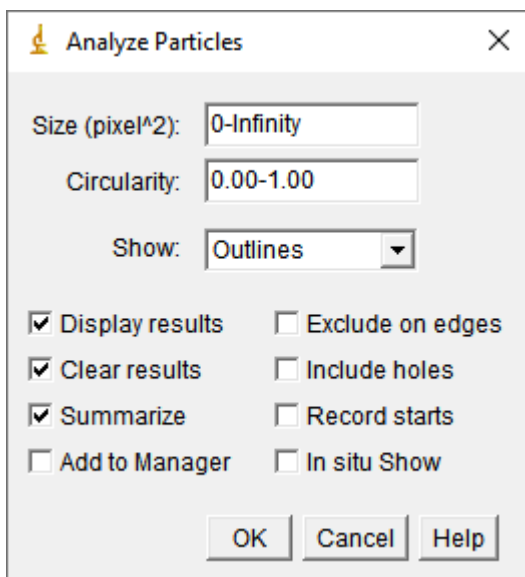 Analyze Particles
Size (pixel^2): 0-Infinity
Circularity: 0.00-1.00
Show: Outlines
Display results Exclude on edges
Clear results Include holes
Summarize Record starts
Add to Manager In situ Show
OK Cancel Help